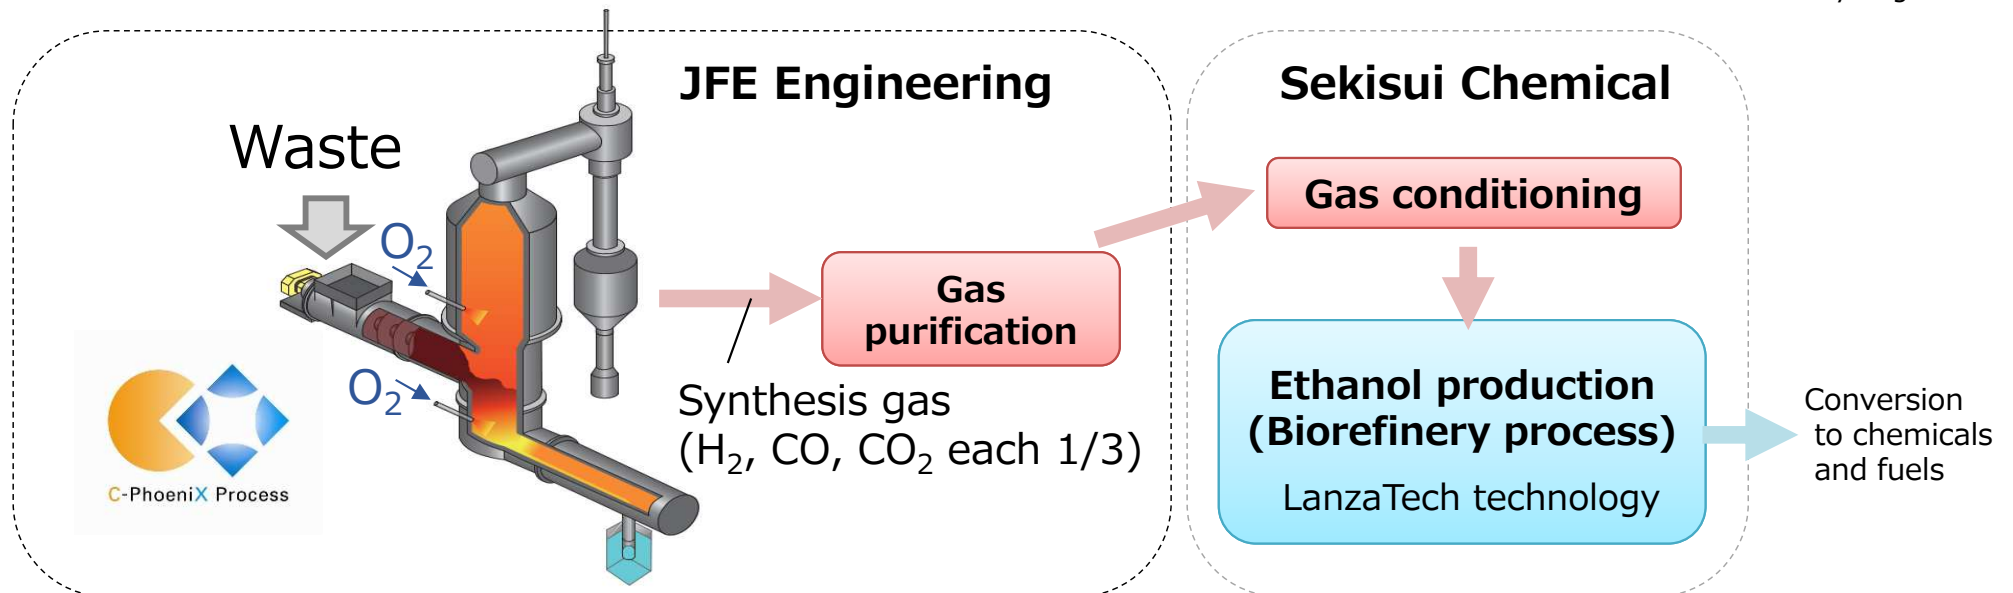 JFE Engineering
Sekisui Chemical
Waste
O2
Gas conditioning
Gas
purification
O2
Synthesis gas
(H2, CO, CO2 each 1/3)
Ethanol production
(Biorefinery process)
LanzaTech technology
Conversion
to chemicals
and fuels
C-PhoeniX Process